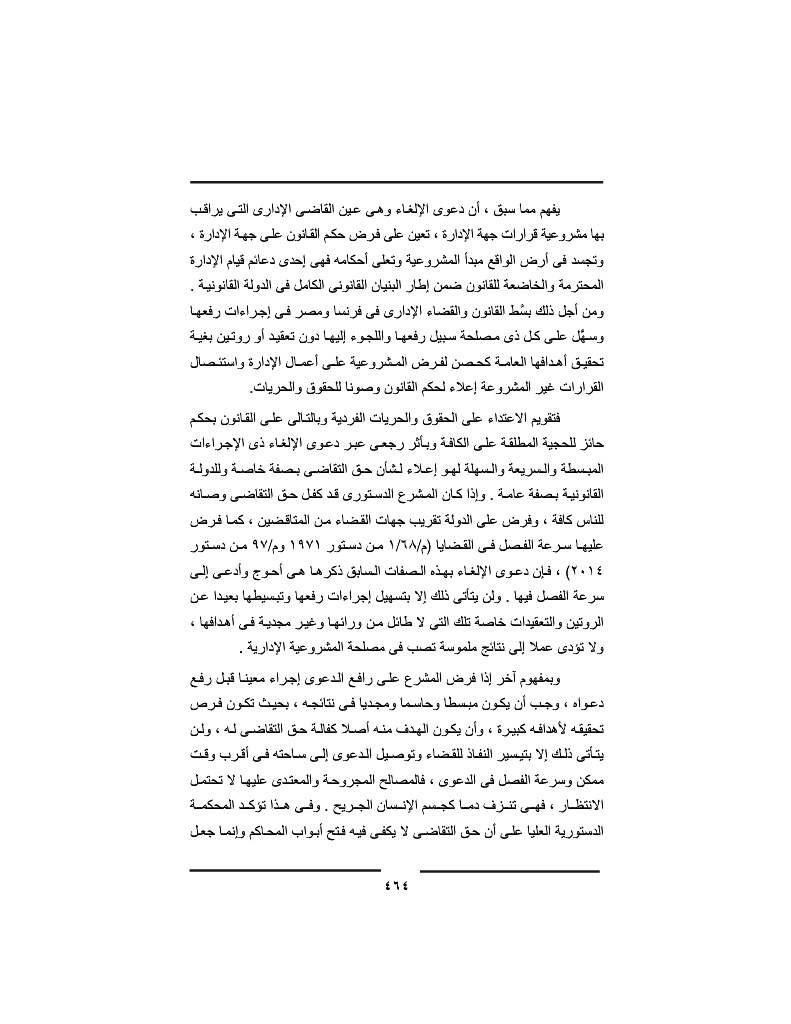 يفهم مما سبق ، أن دعوى الإلغاء وهى عين القاضى الإدارى التى يراقب
بها مشروعية قرارات جهة الإدارة ، تعين على فرض حكم القانون على جهة الإدارة ،
وتجسد فى أرض الواقع مبدأ المشروعية وتعلى أحكامه فهى إحدى دعائم قيام الإدارة
المحترمة والخاضعة للقانون ضمن إطار البنيان القانونى الكامل فى الدولة القانونية .
ومن أجل ذلك بسَّط القانون والقضاء الإدارى فى فرنسا ومصر فى إجراءات رفعها
وسهَّل على كل ذى مصلحة سبيل رفعها واللجوء إليها دون تعقيد أو روتين بغية
تحقيق أهدافها العامة كحصن لفرض المشروعية على أعمال الإدارة واستئصال
القرارات غير المشروعة إعلاء لحكم القانون وصونا للحقوق والحريات.
فتقويم الاعتداء على الحقوق والحريات الفردية وبالتالى على القانون بحكم
حائز للحجية المطلقة على الكافة وبأثر رجعى عبر دعوى الإلغاء ذى الإجراءات
المبسطة والسريعة والسهلة لهو إعلاء لشأن حق التقاضى بصفة خاصة وللدولة
القانونية بصفة عامة . وإذا كان المشرع الدستورى قد كفل حق التقاضى وصانه
للناس كافة ، وفرض على الدولة تقريب جهات القضاء من المتاقضين ، كما فرض
عليها سرعة الفصل فى القضايا (م/١/٦٨ من دستور ١٩٧١ وم/٩٧ من دستور
٢٠١٤) ، فإن دعوى الإلغاء بهذه الصفات السابق ذكرها هى أحوج وأدعى إلى
سرعة الفصل فيها . ولن يتأتى ذلك إلا بتسهيل إجراءات رفعها وتبسيطها بعيدا عن
الروتين والتعقيدات خاصة تلك التى لا طائل من ورائها وغير مجدية فى أهدافها ،
ولا تؤدى عملا إلى نتائج ملموسة تصب فى مصلحة المشروعية الإدارية .
وبمفهوم آخر إذا فرض المشرع على رافع الدعوى إجراء معينا قبل رفع
دعواه ، وجب أن يكون مبسطا وحاسما ومجديا فى نتائجه ، بحيث تكون فرص
تحقيقه لأهدافه كبيرة ، وأن يكون الهدف منه أصلا كفالة حق التقاضى له ، ولن
يتأتى ذلك إلا بتيسير النفاذ للقضاء وتوصيل الدعوى إلى ساحته فى أقرب وقت
ممكن وسرعة الفصل فى الدعوى ، فالمصالح المجروحة والمعتدى عليها لا تحتمل
الانتظار ، فهى تنزف دما كجسم الإنسان الجريح . وفى هذا تؤكد المحكمة
الدستورية العليا على أن حق التقاضى لا يكفى فيه فتح أبواب المحاكم وإنما جعل
٤٦٤